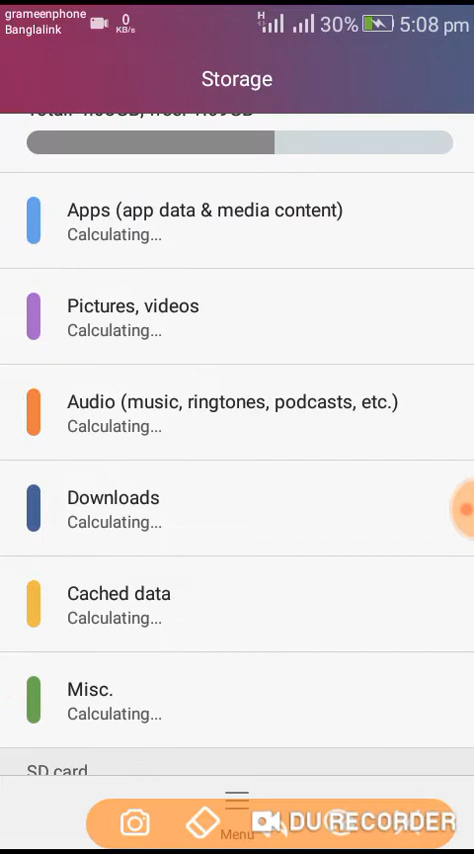 grameenphone
Banglalink
0
KB/s
H
30%
5:08 pm
Storage
Apps (app data & media content)
Calculating...
Pictures, videos
Calculating...
Audio (music, ringtones, podcasts, etc.)
Calculating...
Downloads
Calculating...
Cached data
Calculating...
Misc.
Calculating...
SD card
Menu
DU RECORDER